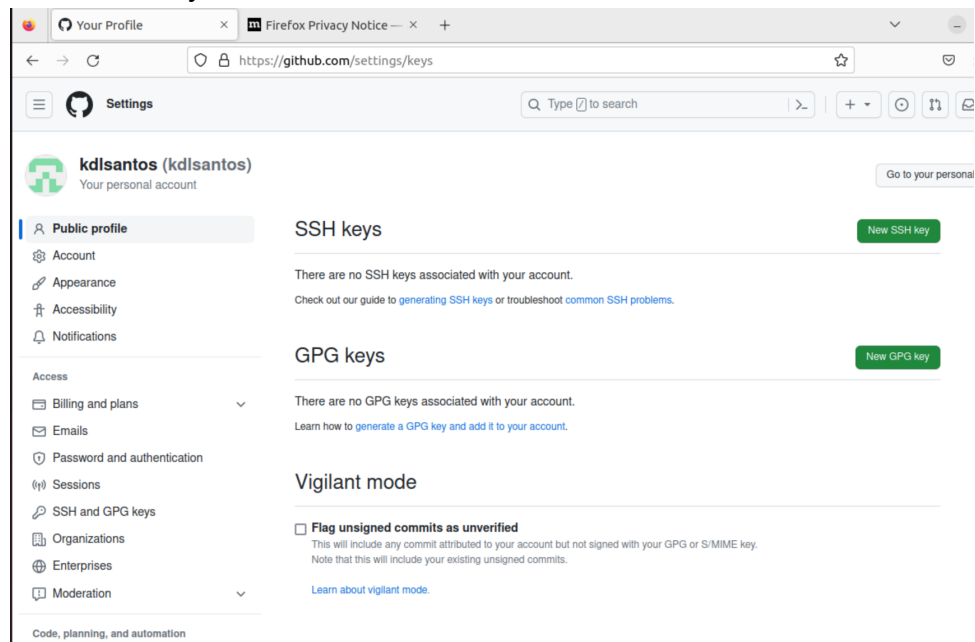 Your Profile
Firefox Privacy Notice —
https://github.com/settings/keys
Settings
Type / to search
kdlsantos (kdlsantos)
Your personal account
Go to your personal
Public profile
Account
Appearance
Accessibility
Notifications
Access
Billing and plans
Emails
Password and authentication
Sessions
SSH and GPG keys
Organizations
Enterprises
Moderation
Code, planning, and automation
SSH keys
New SSH key
There are no SSH keys associated with your account.
Check out our guide to generating SSH keys or troubleshoot common SSH problems.
GPG keys
New GPG key
There are no GPG keys associated with your account.
Learn how to generate a GPG key and add it to your account.
Vigilant mode
Flag unsigned commits as unverified
This will include any commit attributed to your account but not signed with your GPG or S/MIME key.
Note that this will include your existing unsigned commits.
Learn about vigilant mode.